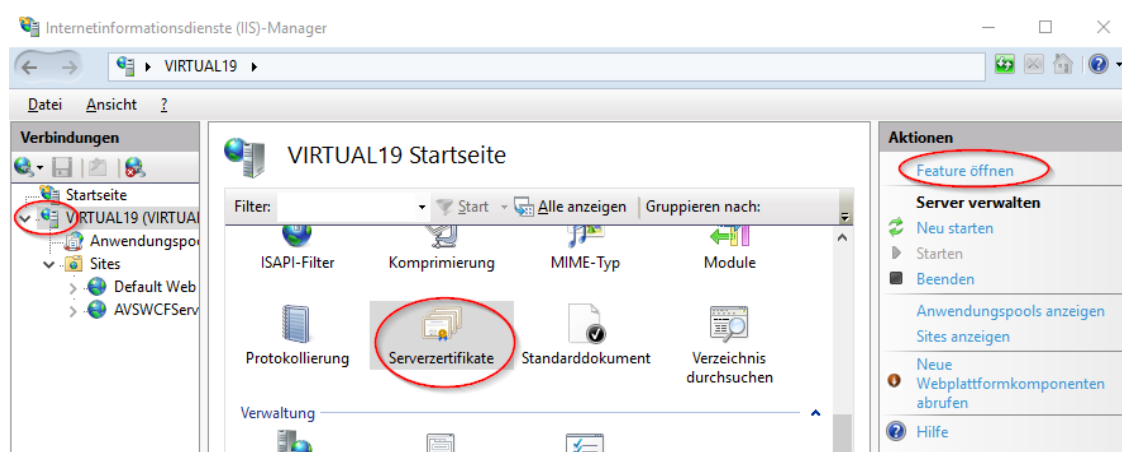 Internetinformationsdienste (IIS)-Manager
VIRTUAL19
Datei Ansicht ?
Verbindungen
Startseite
VIRTUAL19 (VIRTUAL
Anwendungspo
Sites
Default Web
AVSWCFServ
VIRTUAL19 Startseite
Filter: Start Alle anzeigen Gruppieren nach:
ISAPI-Filter Komprimierung MIME-Typ Module
Protokollierung Serverzertifikate Standarddokument Verzeichnis
durchsuchen
Verwaltung
Aktionen
Feature öffnen
Server verwalten
Neu starten
Starten
Beenden
Anwendungspools anzeigen
Sites anzeigen
Neue
Webplattformkomponenten
abrufen
Hilfe